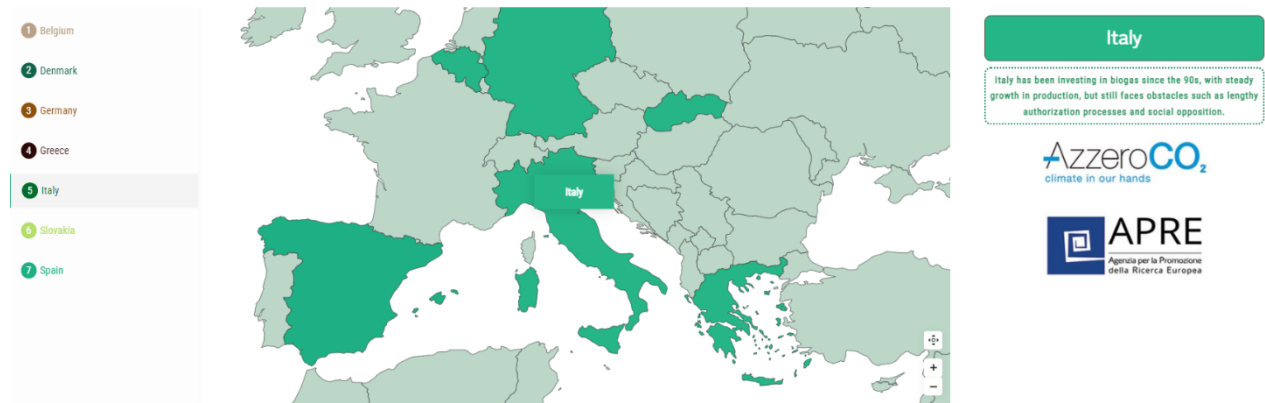 1 Belgium
2 Denmark
3 Germany
4 Greece
5 Italy
6 Slovakia
7 Spain
Italy
+
−
Italy
Italy has been investing in biogas since the 90s, with steady
growth in production, but still faces obstacles such as lengthy
authorization processes and social opposition.
AzzeroCO2
climate in our hands
APRE
Agenzia per la Promozione
della Ricerca Europea